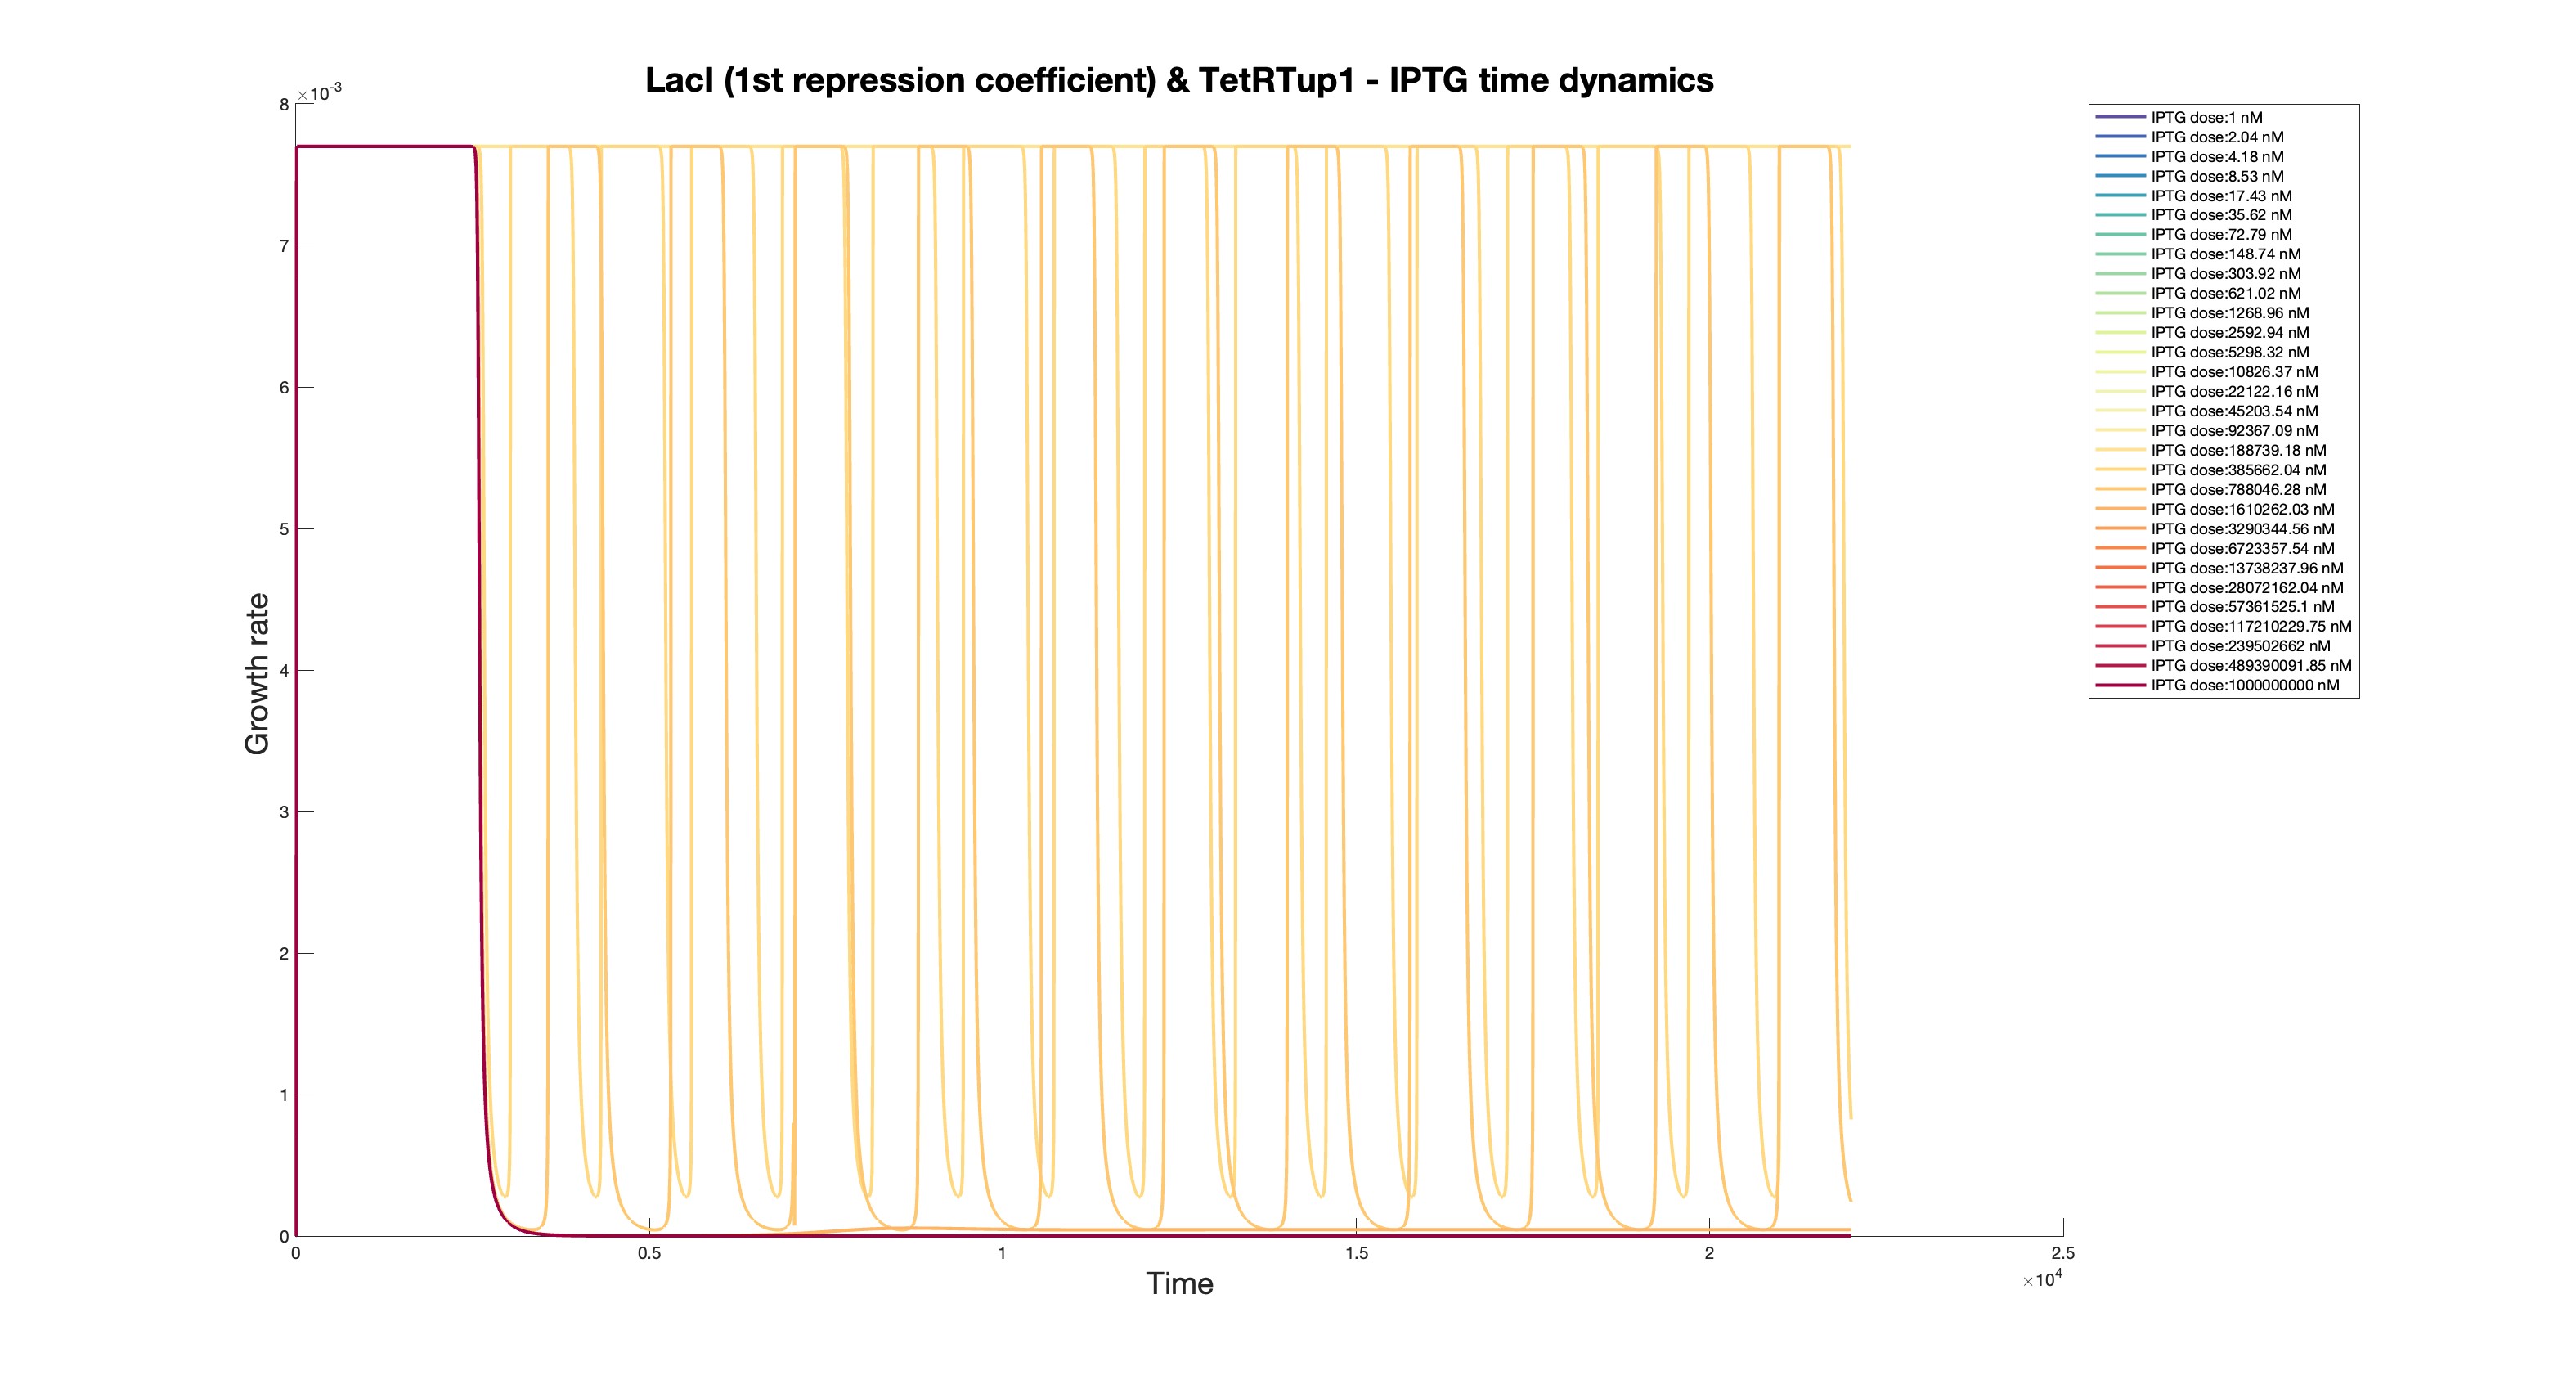 LacI (1st repression coefficient) & TetRTup1 - IPTG time dynamics
×10-3
8
7
6
5
4
3
2
1
0
Growth rate
0 0.5 1 1.5 2 2.5
×104
Time
IPTG dose:1 nM
IPTG dose:2.04 nM
IPTG dose:4.18 nM
IPTG dose:8.53 nM
IPTG dose:17.43 nM
IPTG dose:35.62 nM
IPTG dose:72.79 nM
IPTG dose:148.74 nM
IPTG dose:303.92 nM
IPTG dose:621.02 nM
IPTG dose:1268.96 nM
IPTG dose:2592.94 nM
IPTG dose:5298.32 nM
IPTG dose:10826.37 nM
IPTG dose:22122.16 nM
IPTG dose:45203.54 nM
IPTG dose:92367.09 nM
IPTG dose:188739.18 nM
IPTG dose:385662.04 nM
IPTG dose:788046.28 nM
IPTG dose:1610262.03 nM
IPTG dose:3290344.56 nM
IPTG dose:6723357.54 nM
IPTG dose:13738237.96 nM
IPTG dose:28072162.04 nM
IPTG dose:57361525.1 nM
IPTG dose:117210229.75 nM
IPTG dose:239502662 nM
IPTG dose:489390091.85 nM
IPTG dose:1000000000 nM